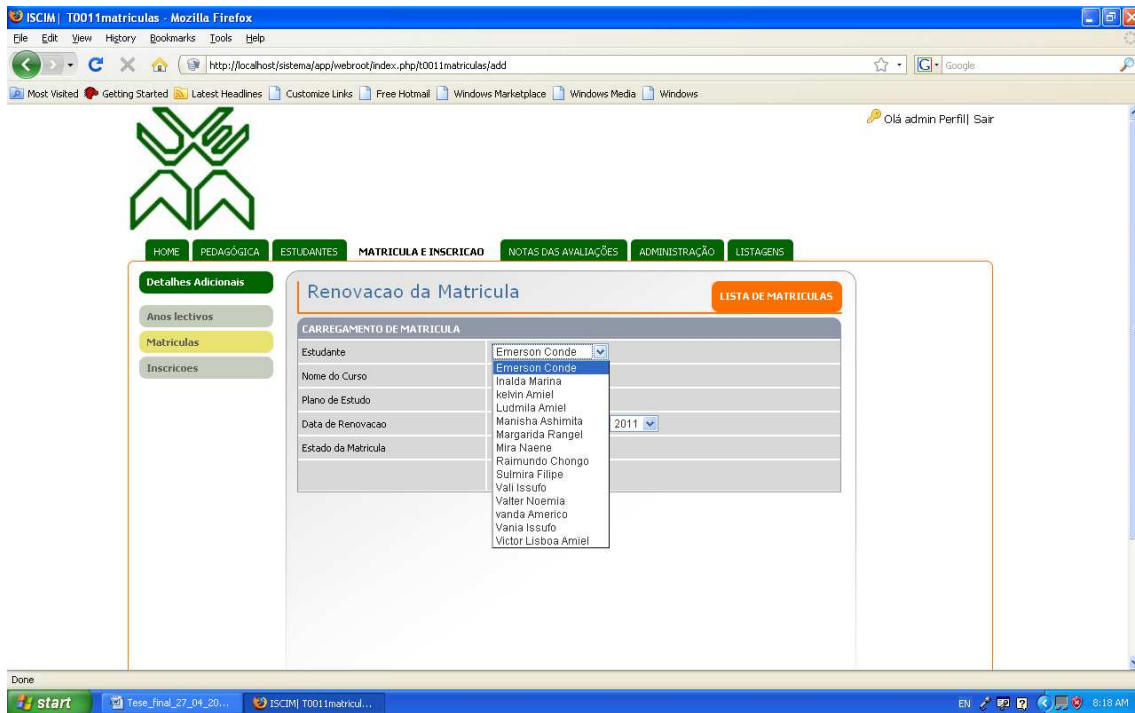 ISCIM| T0011matriculas - Mozilla Firefox
File Edit View History Bookmarks Tools Help
http://localhost/sistema/app/webroot/index.php/t0011matriculas/add
G Google
Most Visited Getting Started Latest Headlines Customize Links Free Hotmail Windows Marketplace Windows Media Windows
Olá admin Perfil| Sair
HOME PEDAGÓGICA ESTUDANTES MATRICULA E INSCRICAO NOTAS DAS AVALIAÇÕES ADMINISTRAÇÃO LISTAGENS
Detalhes Adicionais
Anos lectivos
Matriculas
Inscricoes
Renovacao da Matricula
LISTA DE MATRICULAS
CARREGAMENTO DE MATRICULA
Estudante Emerson Conde
Nome do Curso
Plano de Estudo
Data de Renovacao 2011
Estado da Matricula
Emerson Conde
Inalda Marina
kelvin Amiel
Ludmila Amiel
Manisha Ashimita
Margarida Rangel
Mira Naene
Raimundo Chongo
Sulmira Filipe
Vali Issufo
Valter Noemia
vanda Americo
Vania Issufo
Victor Lisboa Amiel
Done
start Tese_final_27_04_20... ISCIM| T0011matricul... EN 8:18 AM